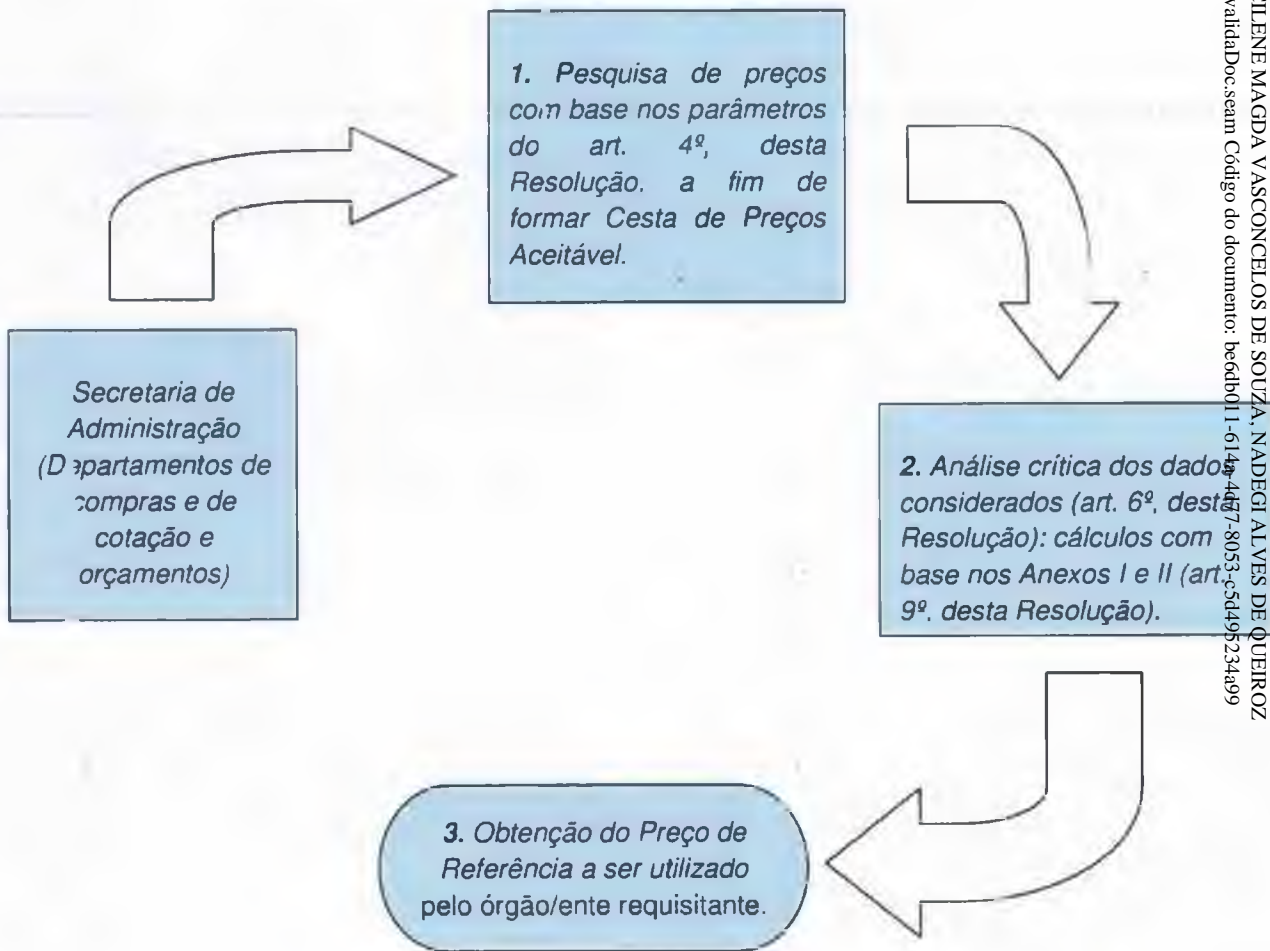 1. Pesquisa de preços
com base nos parâmetros
do art. 4º, desta
Resolução. a fim de
formar Cesta de Preços
Aceitável.
Secretaria de
Administração
(Departamentos de
compras e de
cotação e
orçamentos)
2. Análise crítica dos dados
considerados (art. 6º, desta
Resolução): cálculos com
base nos Anexos I e II (art.
9º. desta Resolução).
3. Obtenção do Preço de
Referência a ser utilizado
pelo órgão/ente requisitante.
CILENE MAGDA VASCONCELOS DE SOUZA, NADEGI ALVES DE QUEIROZ
validaDoc.seam Código do documento: be6db011-614a-4d77-8053-c5d495234a99